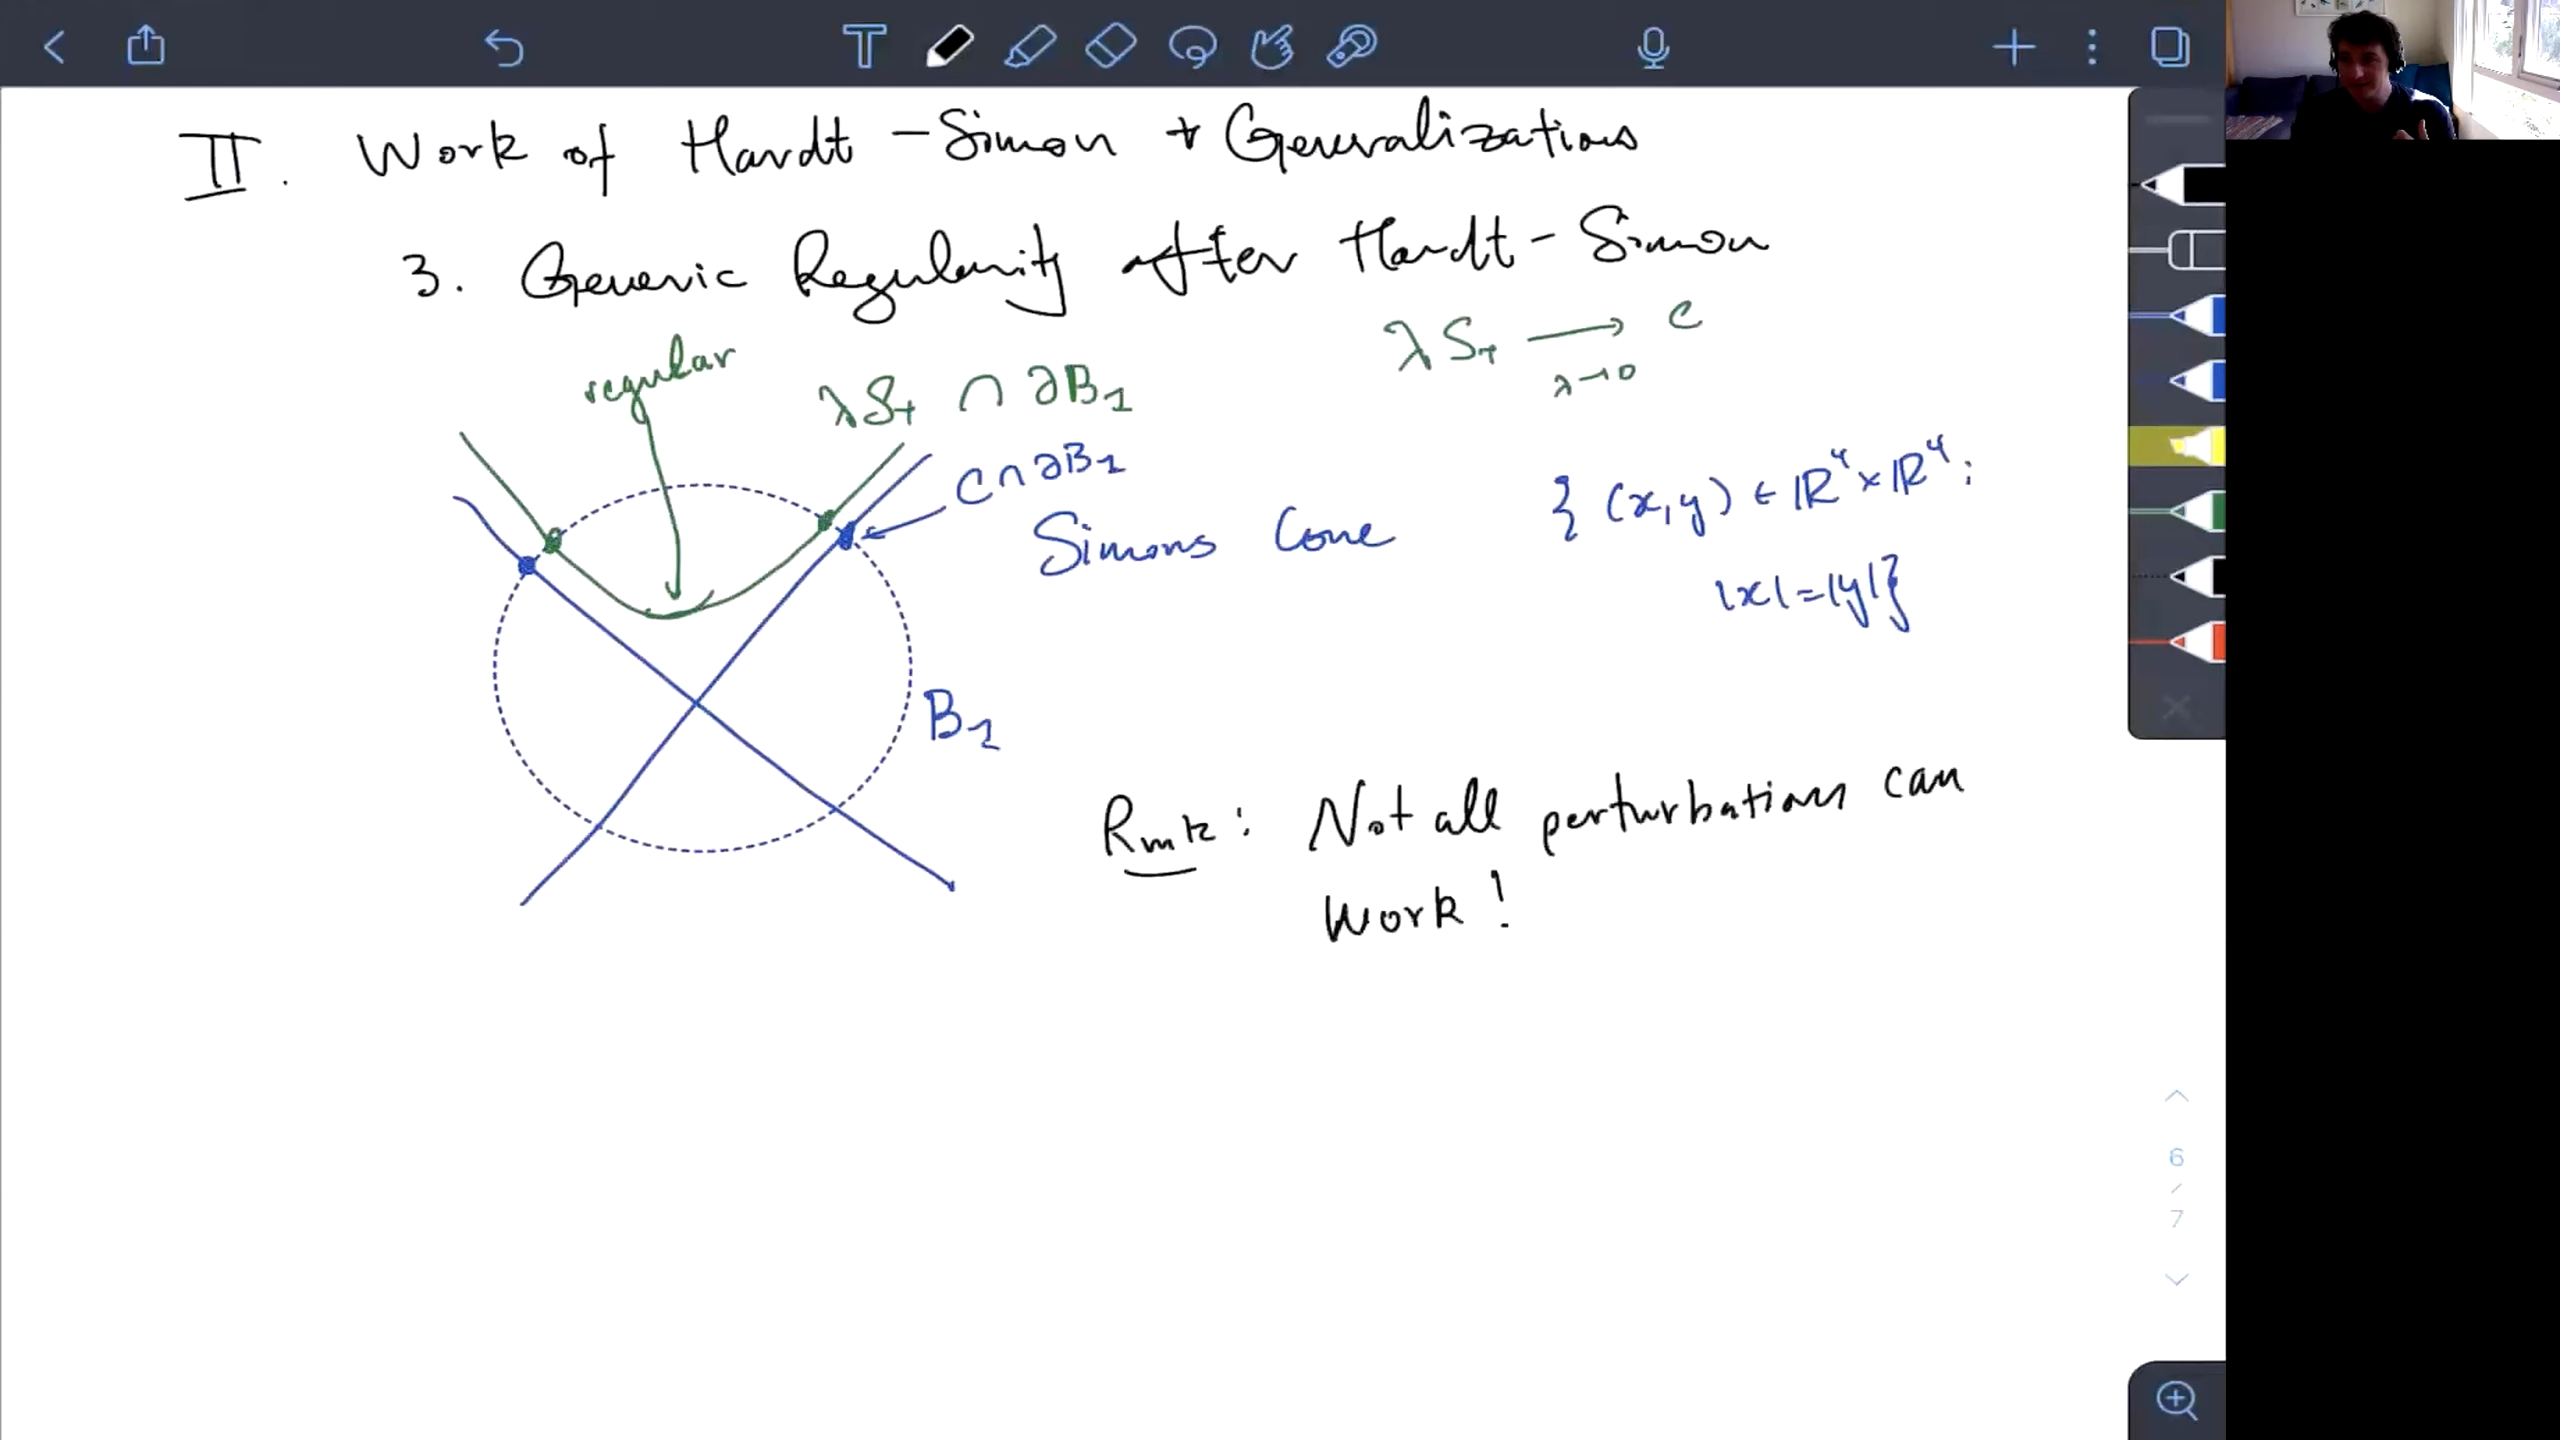 II. Work of Hardt-Simon + Generalizations
3. Generic Regularity after Hardt-Simon
λS₊ → C
λ→0
regular
λS₊ ∩ ∂B₁
C∩∂B₁
Simons Cone
{ (x,y) ∈ ℝ⁴ × ℝ⁴ :
|x|=|y|}
B₁
Rmk: Not all perturbations can
work!
6
/
7